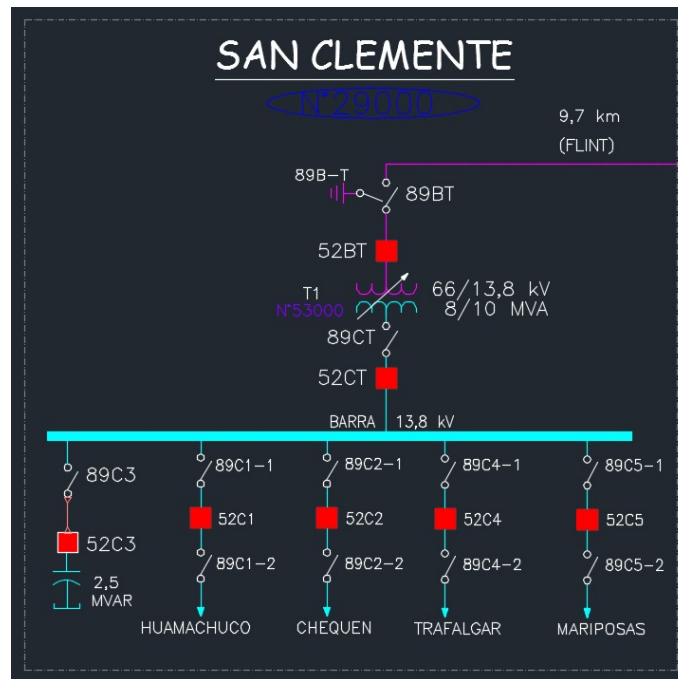 SAN CLEMENTE
N°29000
9,7 km
(FLINT)
89B-T
89BT
52BT
T1
N°53000
66/13,8 kV
8/10 MVA
89CT
52CT
BARRA 13,8 kV
89C3
89C1-1
89C2-1
89C4-1
89C5-1
52C3
52C1
52C2
52C4
52C5
2,5
MVAR
89C1-2
89C2-2
89C4-2
89C5-2
HUAMACHUCO
CHEQUEN
TRAFALGAR
MARIPOSAS